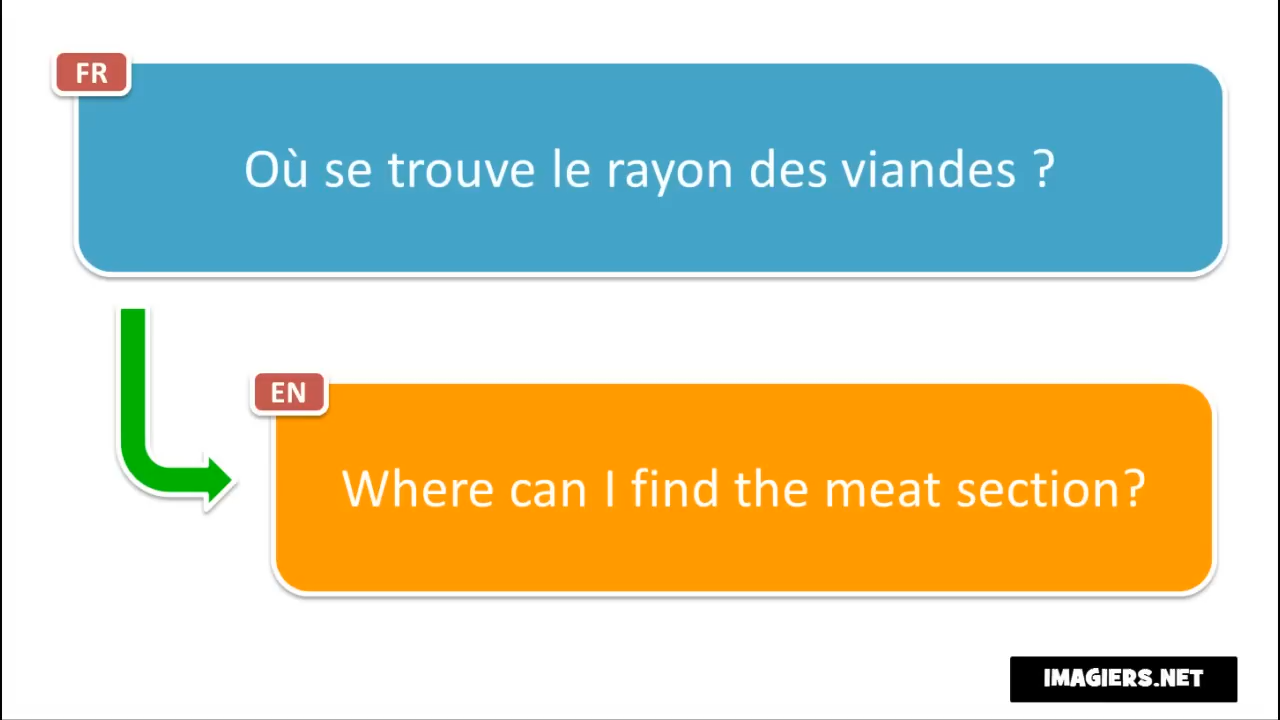 FR
Où se trouve le rayon des viandes ?
EN
Where can I find the meat section?
IMAGIERS.NET